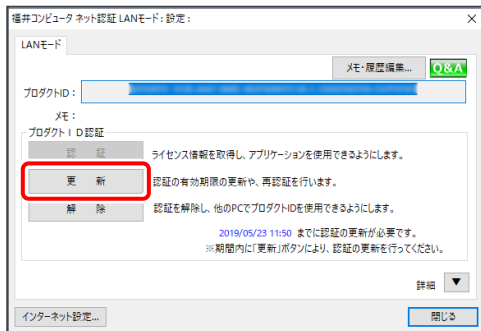 福井コンピュータ ネット認証 LANモード : 設定 :
LANモード
メモ・履歴編集... Q&A
プロダクトID :
メモ :
プロダクトＩＤ認証
認　証 ライセンス情報を取得し、アプリケーションを使用できるようにします。
更　新 認証の有効期限の更新や、再認証を行います。
解　除 認証を解除し、他のPCでプロダクトIDを使用できるようにします。
2019/05/23 11:50 までに認証の更新が必要です。
※期間内に「更新」ボタンにより、認証の更新を行ってください。
詳細 ▼
インターネット設定... 閉じる